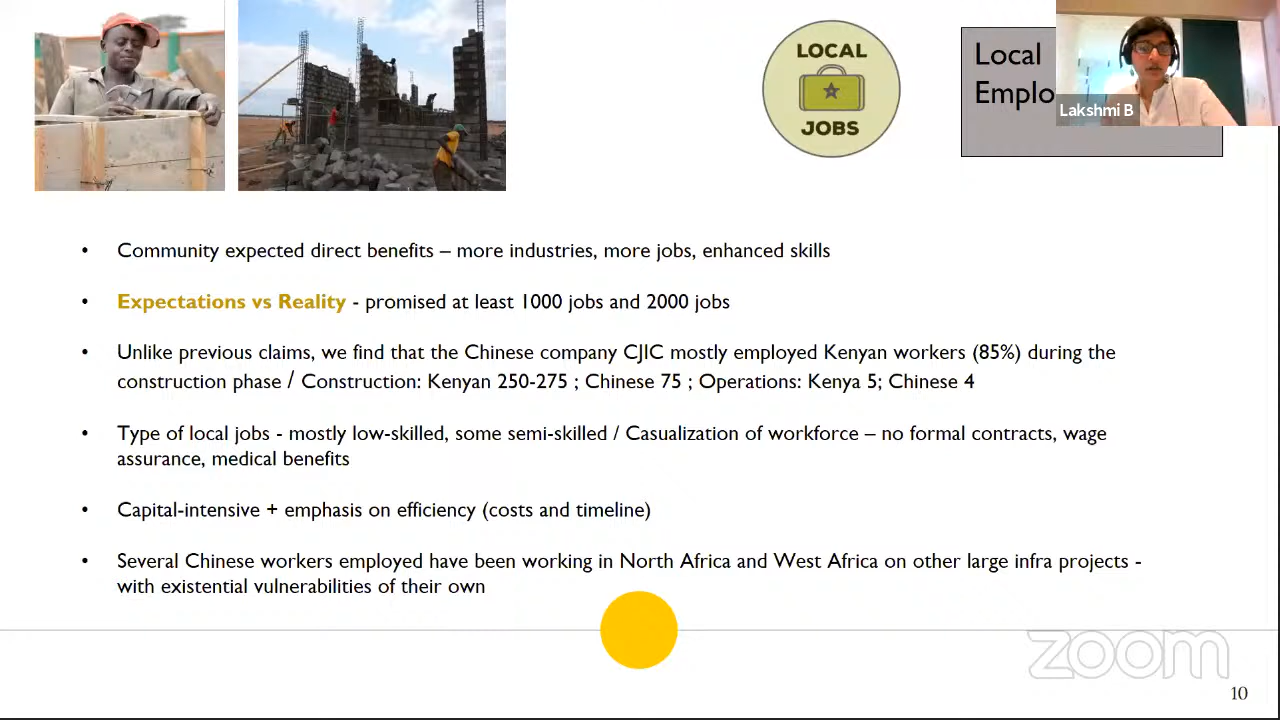 LOCAL
JOBS
Local
Emplo
Lakshmi B
• Community expected direct benefits – more industries, more jobs, enhanced skills
• Expectations vs Reality - promised at least 1000 jobs and 2000 jobs
• Unlike previous claims, we find that the Chinese company CJIC mostly employed Kenyan workers (85%) during the
construction phase / Construction: Kenyan 250-275 ; Chinese 75 ; Operations: Kenya 5; Chinese 4
• Type of local jobs - mostly low-skilled, some semi-skilled / Casualization of workforce – no formal contracts, wage
assurance, medical benefits
• Capital-intensive + emphasis on efficiency (costs and timeline)
• Several Chinese workers employed have been working in North Africa and West Africa on other large infra projects -
with existential vulnerabilities of their own
zoom
10